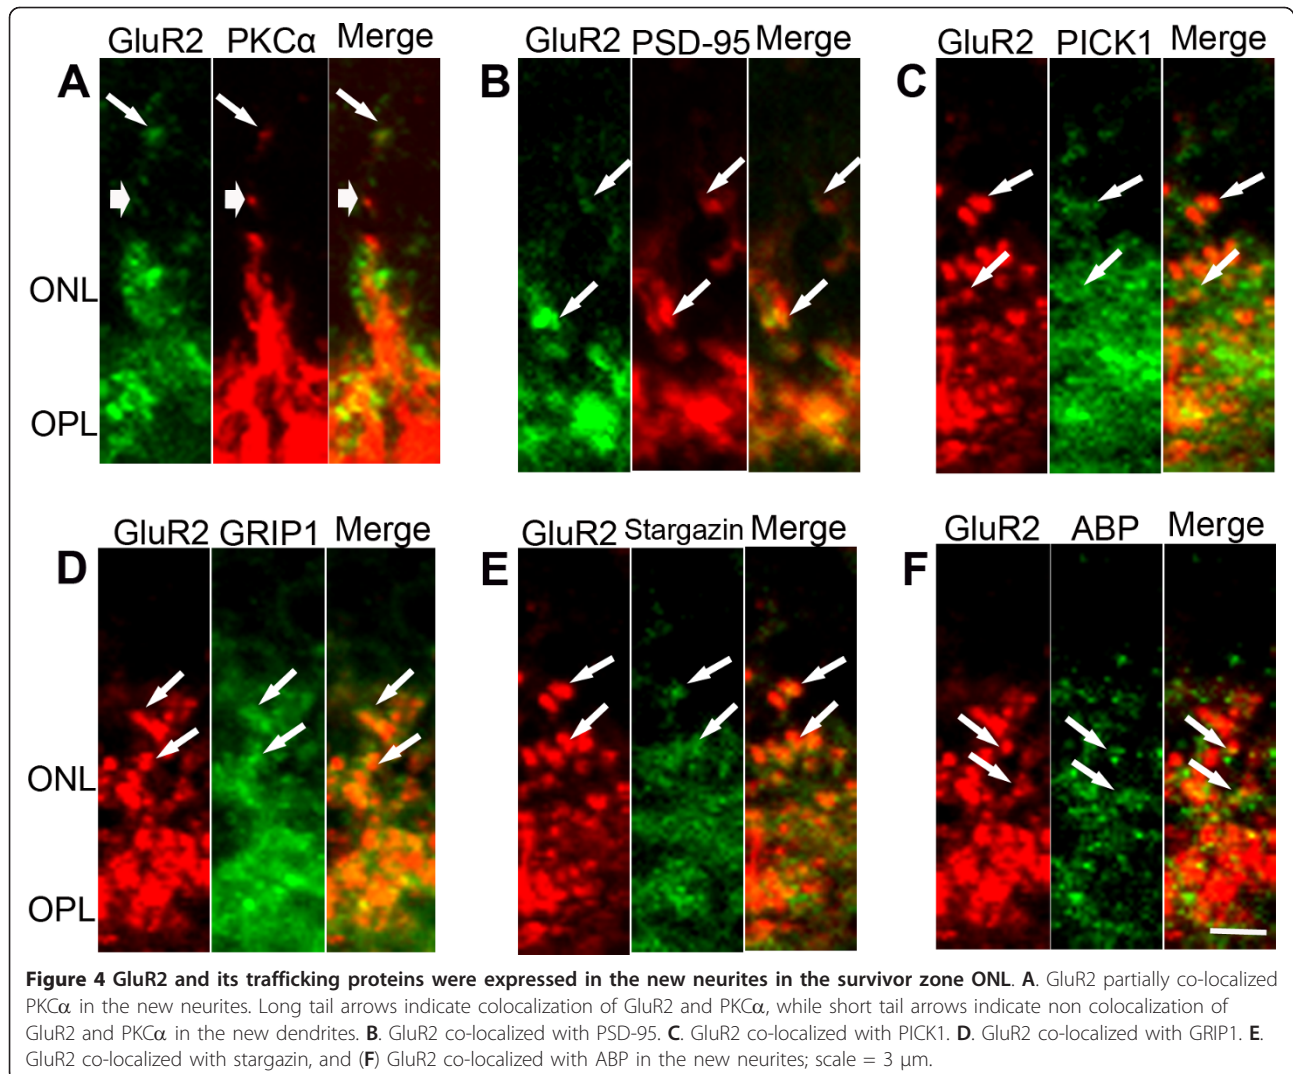 GluR2 PKCα Merge
A
ONL
OPL
GluR2 PSD-95 Merge
B
GluR2 PICK1 Merge
C
GluR2 GRIP1 Merge
D
ONL
OPL
GluR2 Stargazin Merge
E
GluR2 ABP Merge
F
Figure 4 GluR2 and its trafficking proteins were expressed in the new neurites in the survivor zone ONL. A. GluR2 partially co-localized
PKCα in the new neurites. Long tail arrows indicate colocalization of GluR2 and PKCα, while short tail arrows indicate non colocalization of
GluR2 and PKCα in the new dendrites. B. GluR2 co-localized with PSD-95. C. GluR2 co-localized with PICK1. D. GluR2 co-localized with GRIP1. E.
GluR2 co-localized with stargazin, and (F) GluR2 co-localized with ABP in the new neurites; scale = 3 μm.